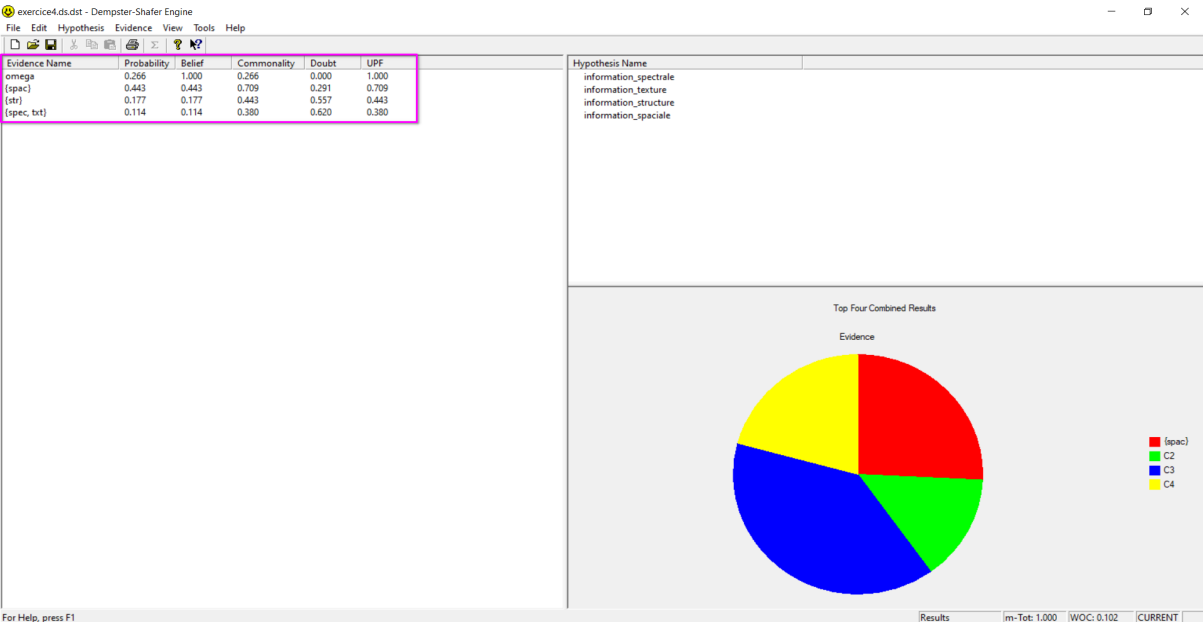 exercice4.ds.dst - Dempster-Shafer Engine
File Edit Hypothesis Evidence View Tools Help
Evidence Name Probability Belief Commonality Doubt UPF
omega 0.266 1.000 0.266 0.000 1.000
{spac} 0.443 0.443 0.709 0.291 0.709
{str} 0.177 0.177 0.443 0.557 0.443
{spec, txt} 0.114 0.114 0.380 0.620 0.380
Hypothesis Name
information_spectrale
information_texture
information_structure
information_spaciale
Top Four Combined Results
Evidence
{spac}
C2
C3
C4
For Help, press F1
Results m-Tot: 1.000 WOC: 0.102 CURRENT